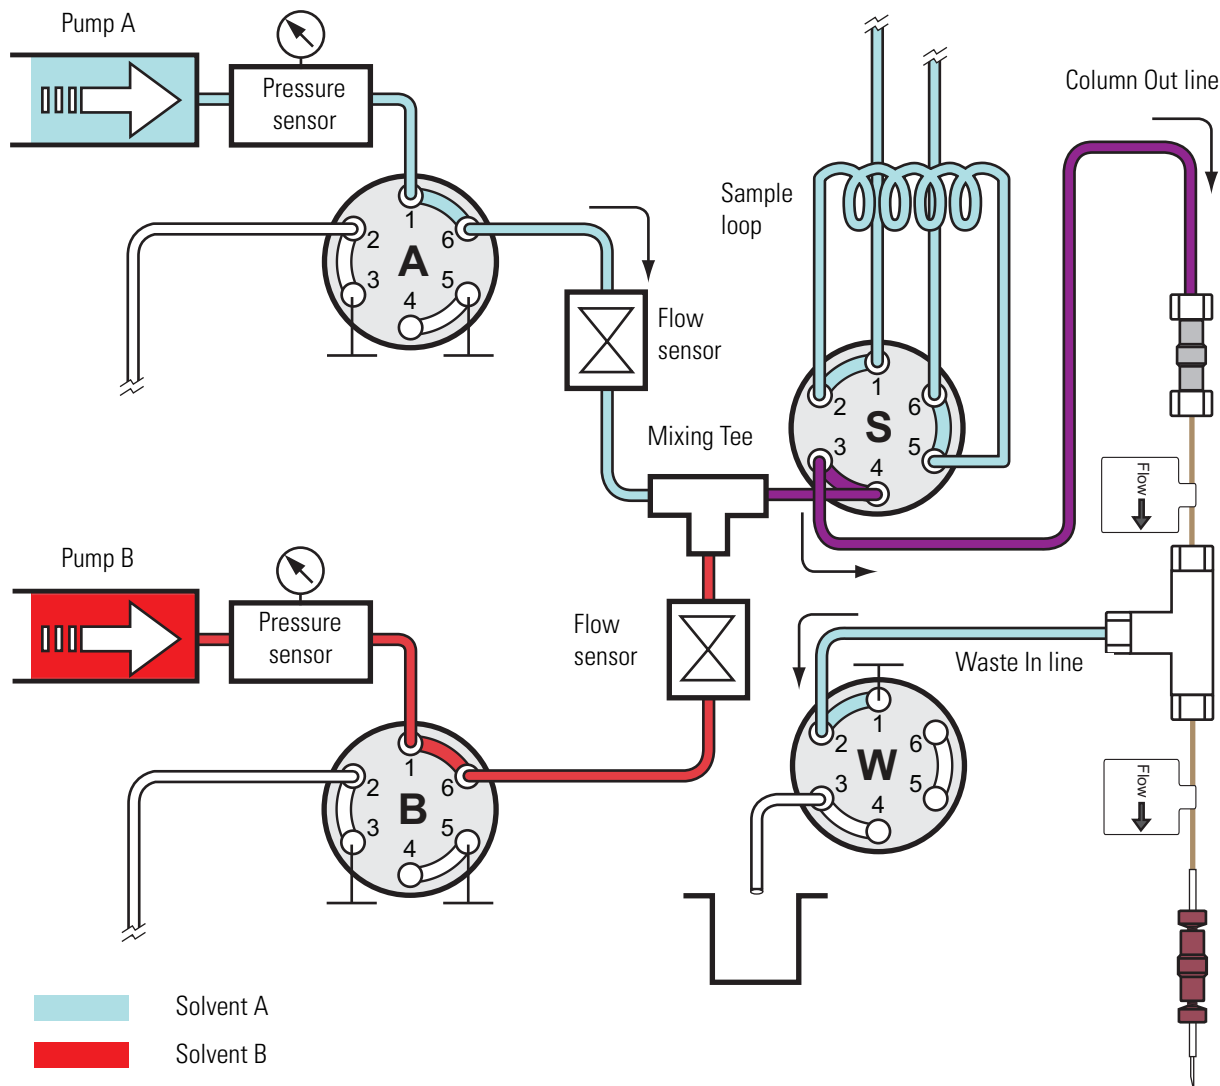 Pump A
Pressure
sensor
Column Out line
Sample
loop
1
2
6
A
3
5
4
Flow
sensor
1
2
6
S
3
5
4
Mixing Tee
Flow
Pump B
Pressure
sensor
Flow
sensor
Waste In line
1
2
6
B
3
5
4
1
2
6
W
3
5
4
Flow
Solvent A
Solvent B